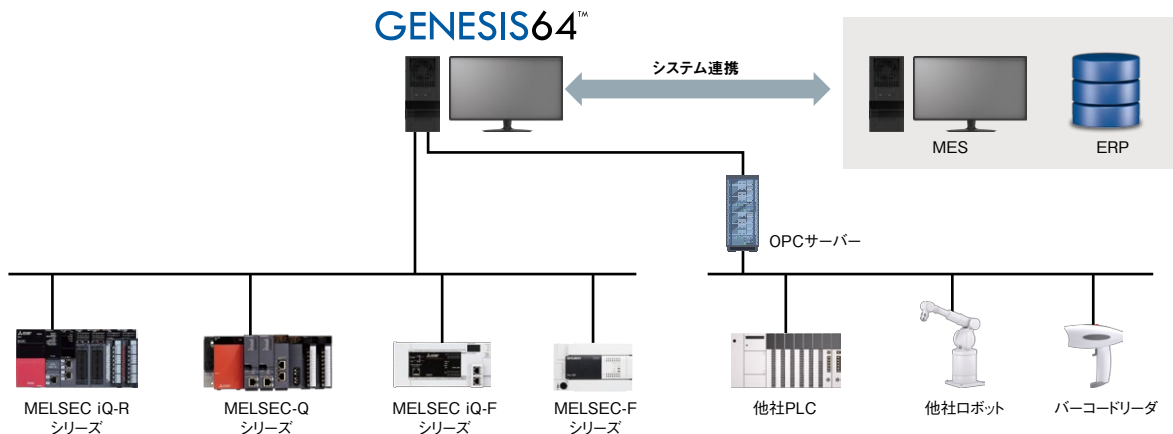 GENESIS64™
システム連携
MES
ERP
OPCサーバー
MELSEC iQ-R
シリーズ
MELSEC-Q
シリーズ
MELSEC iQ-F
シリーズ
MELSEC-F
シリーズ
他社PLC
他社ロボット
バーコードリーダ